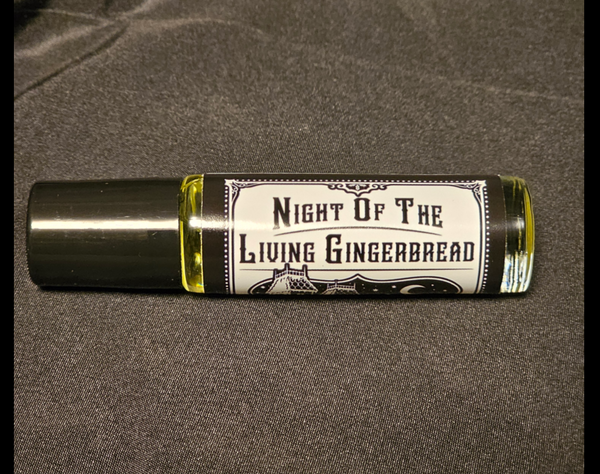 Night Of The
Living Gingerbread